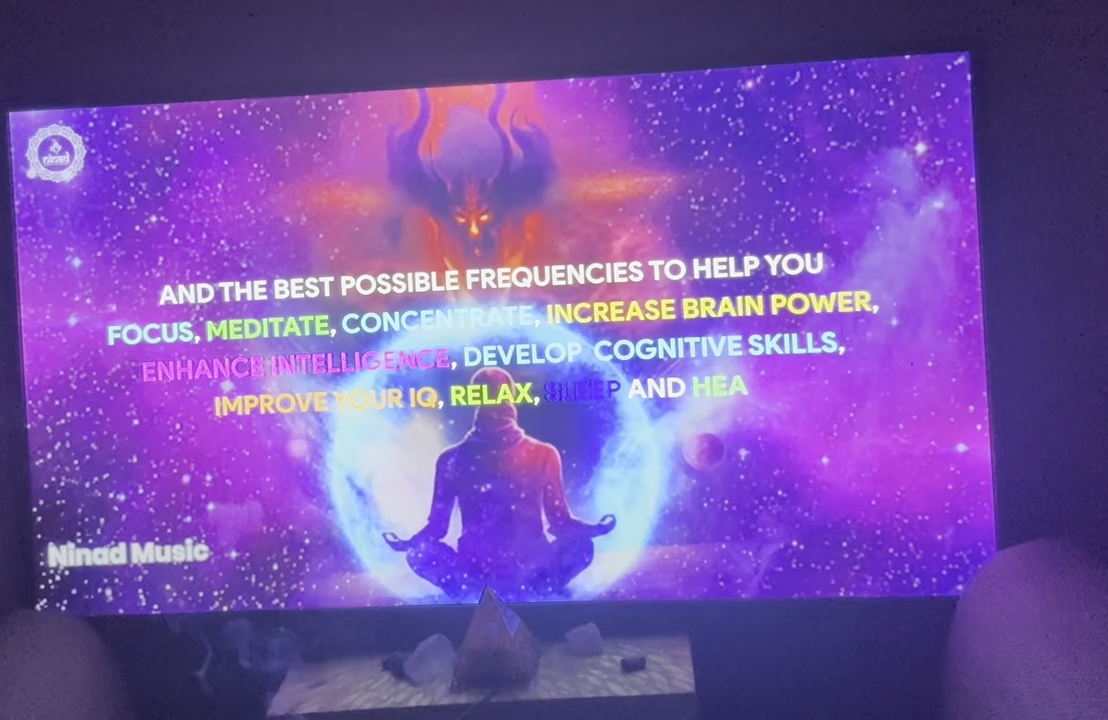 ninad
AND THE BEST POSSIBLE FREQUENCIES TO HELP YOU
FOCUS, MEDITATE, CONCENTRATE, INCREASE BRAIN POWER,
ENHANCE INTELLIGENCE, DEVELOP COGNITIVE SKILLS,
IMPROVE YOUR IQ, RELAX, SLEEP AND HEA
Ninad Music